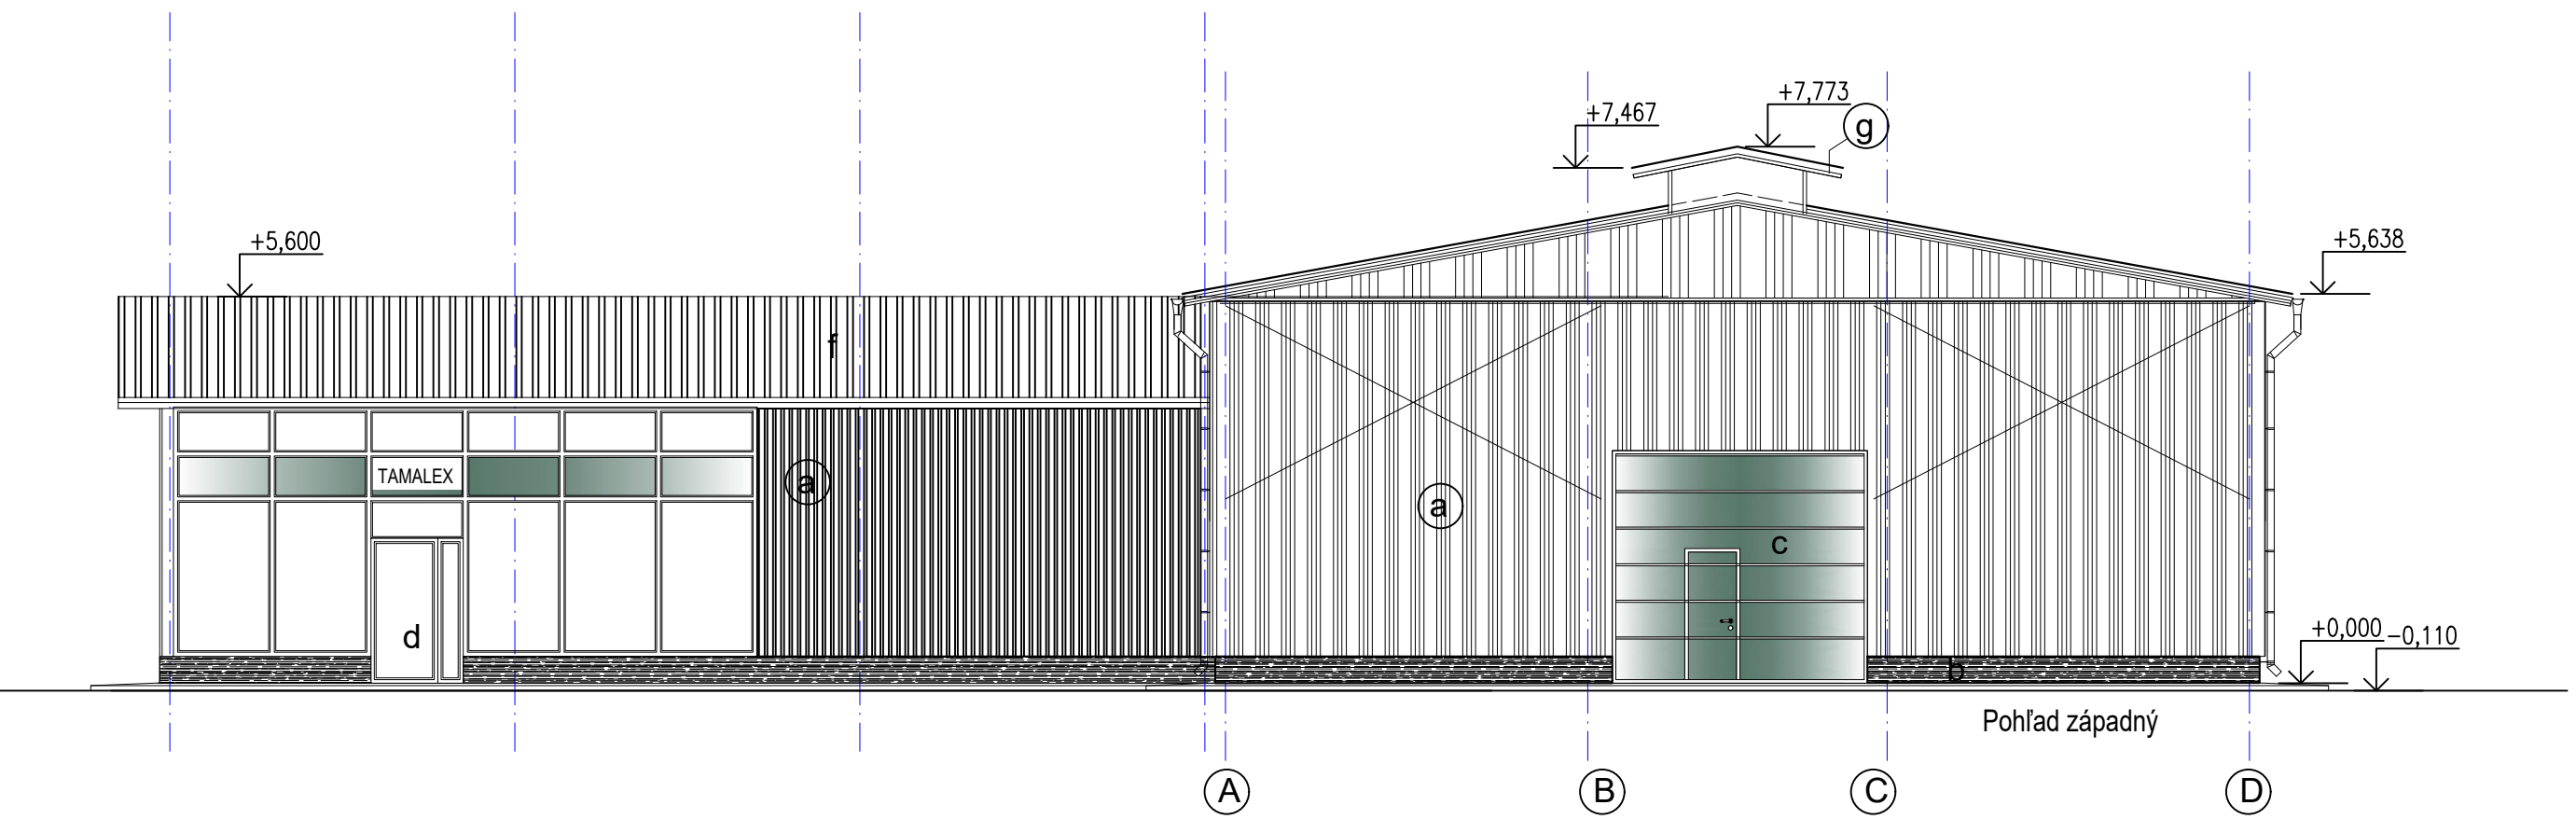 +7,773
+7,467
g
+5,600
+5,638
f
TAMALEX
a
a
c
d
+0,000
-0,110
b
Pohľad západný
A
B
C
D